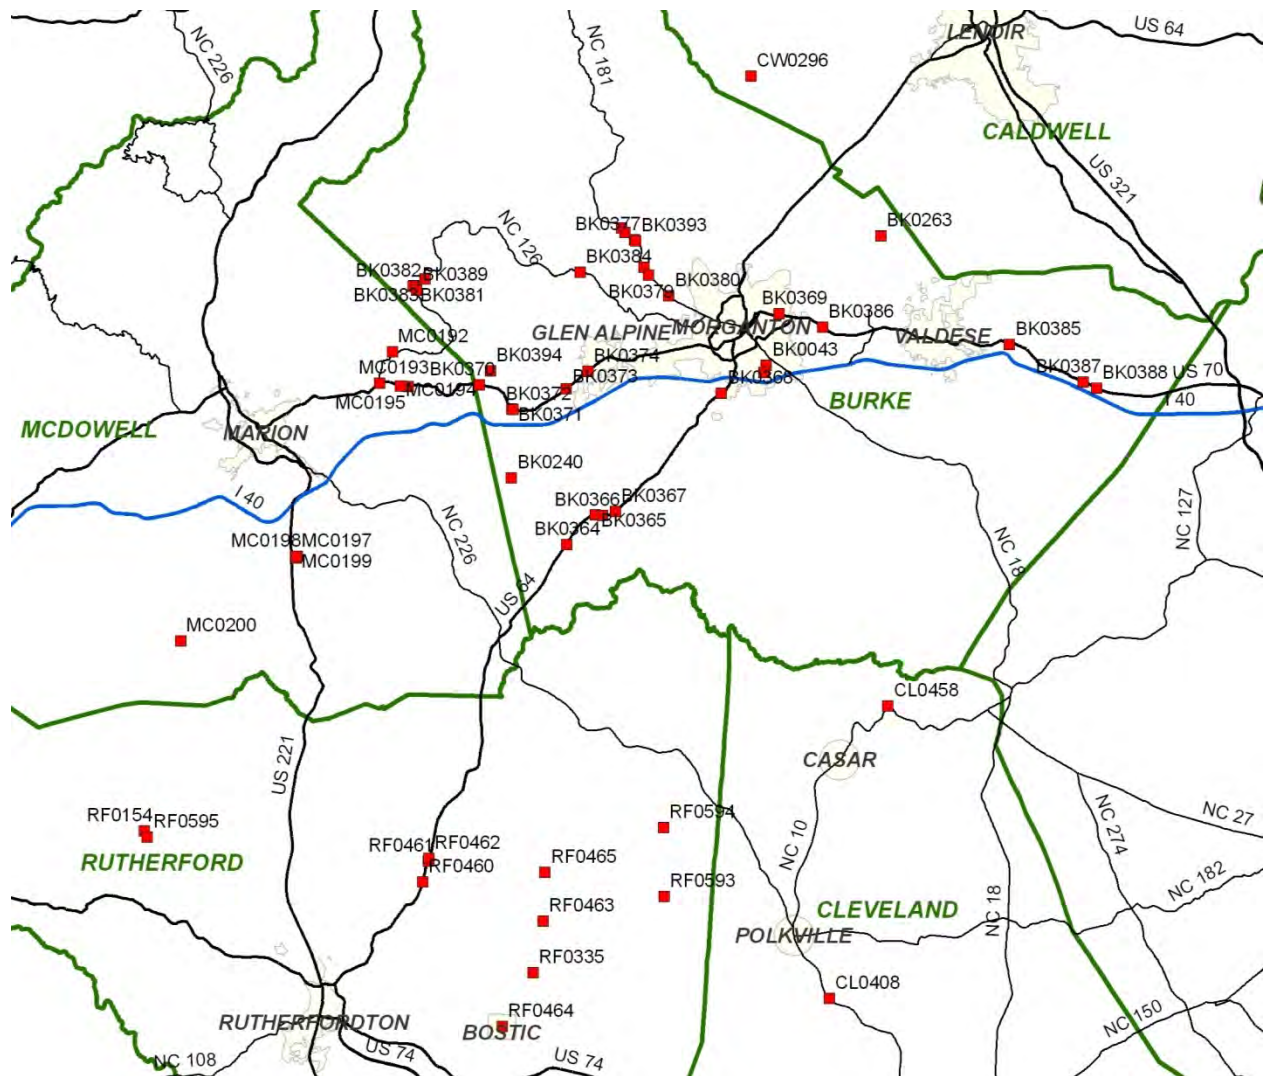 LENOIR
US 64
NC 226
NC 181
CW0296
CALDWELL
US 321
BK0377
BK0393
BK0263
NC 126
BK0382
BK0389
BK0384
BK0383
BK0381
BK0379
BK0380
BK0369
BK0386
MC0192
GLEN ALPINE
MORGANTON
VALDESE
BK0385
MC0193
BK0370
BK0394
BK0374
BK0043
MC0195
MC0194
BK0372
BK0373
BK0368
BK0387
BK0388
US 70
I 40
BK0371
BURKE
MCDOWELL
MARION
BK0240
I 40
NC 226
BK0366
BK0367
BK0364
BK0365
NC 127
MC0198
MC0197
MC0199
NC 18
US 64
MC0200
CL0458
US 221
CASAR
RF0154
RF0595
RF0594
NC 27
RUTHERFORD
RF0461
RF0462
RF0460
RF0465
NC 10
NC 274
NC 182
RF0593
RF0463
CLEVELAND
NC 18
POLKVILLE
RF0335
CL0408
RF0464
RUTHERFORDTON
BOSTIC
NC 150
NC 108
US 74
US 74